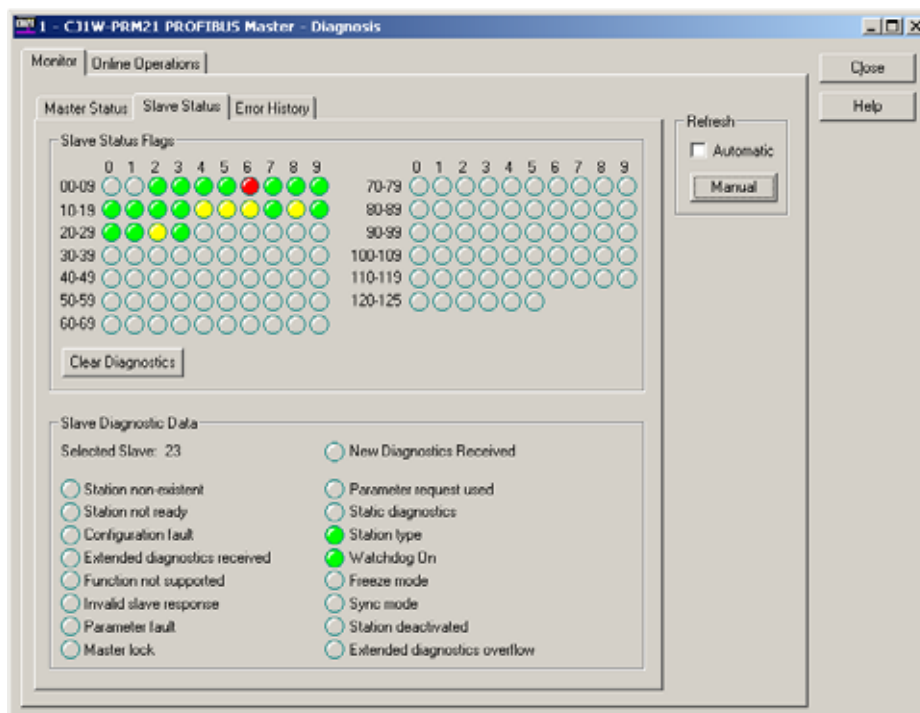 1 - CJ1W-PRM21 PROFIBUS Master - Diagnosis
Monitor Online Operations
Close
Help
Master Status Slave Status Error History
Refresh
Automatic
Manual
Slave Status Flags
0 1 2 3 4 5 6 7 8 9
00-09
10-19
20-29
30-39
40-49
50-59
60-69
0 1 2 3 4 5 6 7 8 9
70-79
80-89
90-99
100-109
110-119
120-125
Clear Diagnostics
Slave Diagnostic Data
Selected Slave: 23
New Diagnostics Received
Station non-existent
Station not ready
Configuration fault
Extended diagnostics received
Function not supported
Invalid slave response
Parameter fault
Master lock
Parameter request used
Static diagnostics
Station type
Watchdog On
Freeze mode
Sync mode
Station deactivated
Extended diagnostics overflow